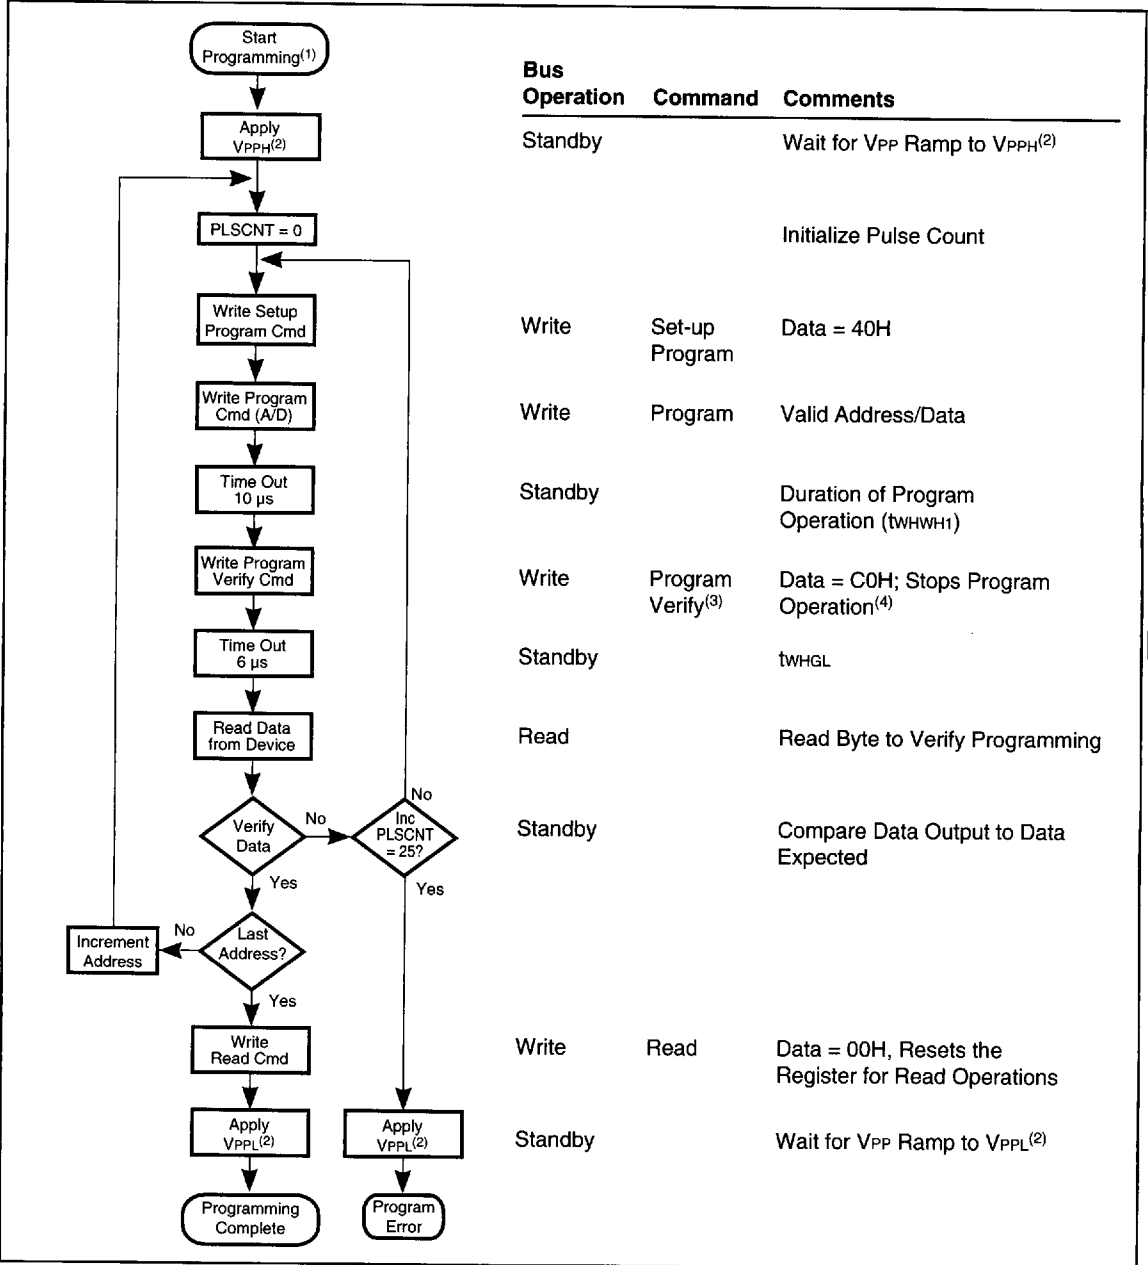 Start
Programming(1)
Apply
VPPH(2)
PLSCNT = 0
Write Setup
Program Cmd
Write Program
Cmd (A/D)
Time Out
10 µs
Write Program
Verify Cmd
Time Out
6 µs
Read Data
from Device
Verify
Data
No
Inc
PLSCNT
= 25?
No
Yes
Yes
Last
Address?
No
Increment
Address
Yes
Write
Read Cmd
Apply
VPPL(2)
Apply
VPPL(2)
Programming
Complete
Program
Error
Bus
Operation Command Comments
Standby Wait for VPP Ramp to VPPH(2)
Initialize Pulse Count
Write Set-up Data = 40H
Program
Write Program Valid Address/Data
Standby Duration of Program
Operation (tWHWH1)
Write Program Data = C0H; Stops Program
Verify(3) Operation(4)
Standby tWHGL
Read Read Byte to Verify Programming
Standby Compare Data Output to Data
Expected
Write Read Data = 00H, Resets the
Register for Read Operations
Standby Wait for VPP Ramp to VPPL(2)